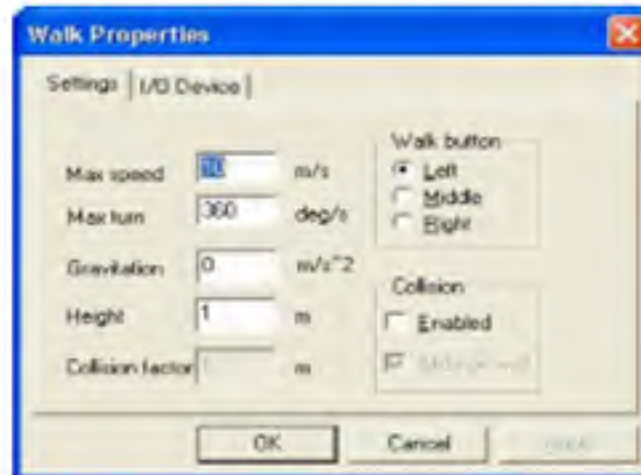 Walk Properties
Settings I/O Device
Max speed 10 m/s
Max turn 360 deg/s
Gravitation 0 m/s^2
Height 1 m
Collision factor m
Walk button
Left
Middle
Right
Collision
Enabled
OK Cancel